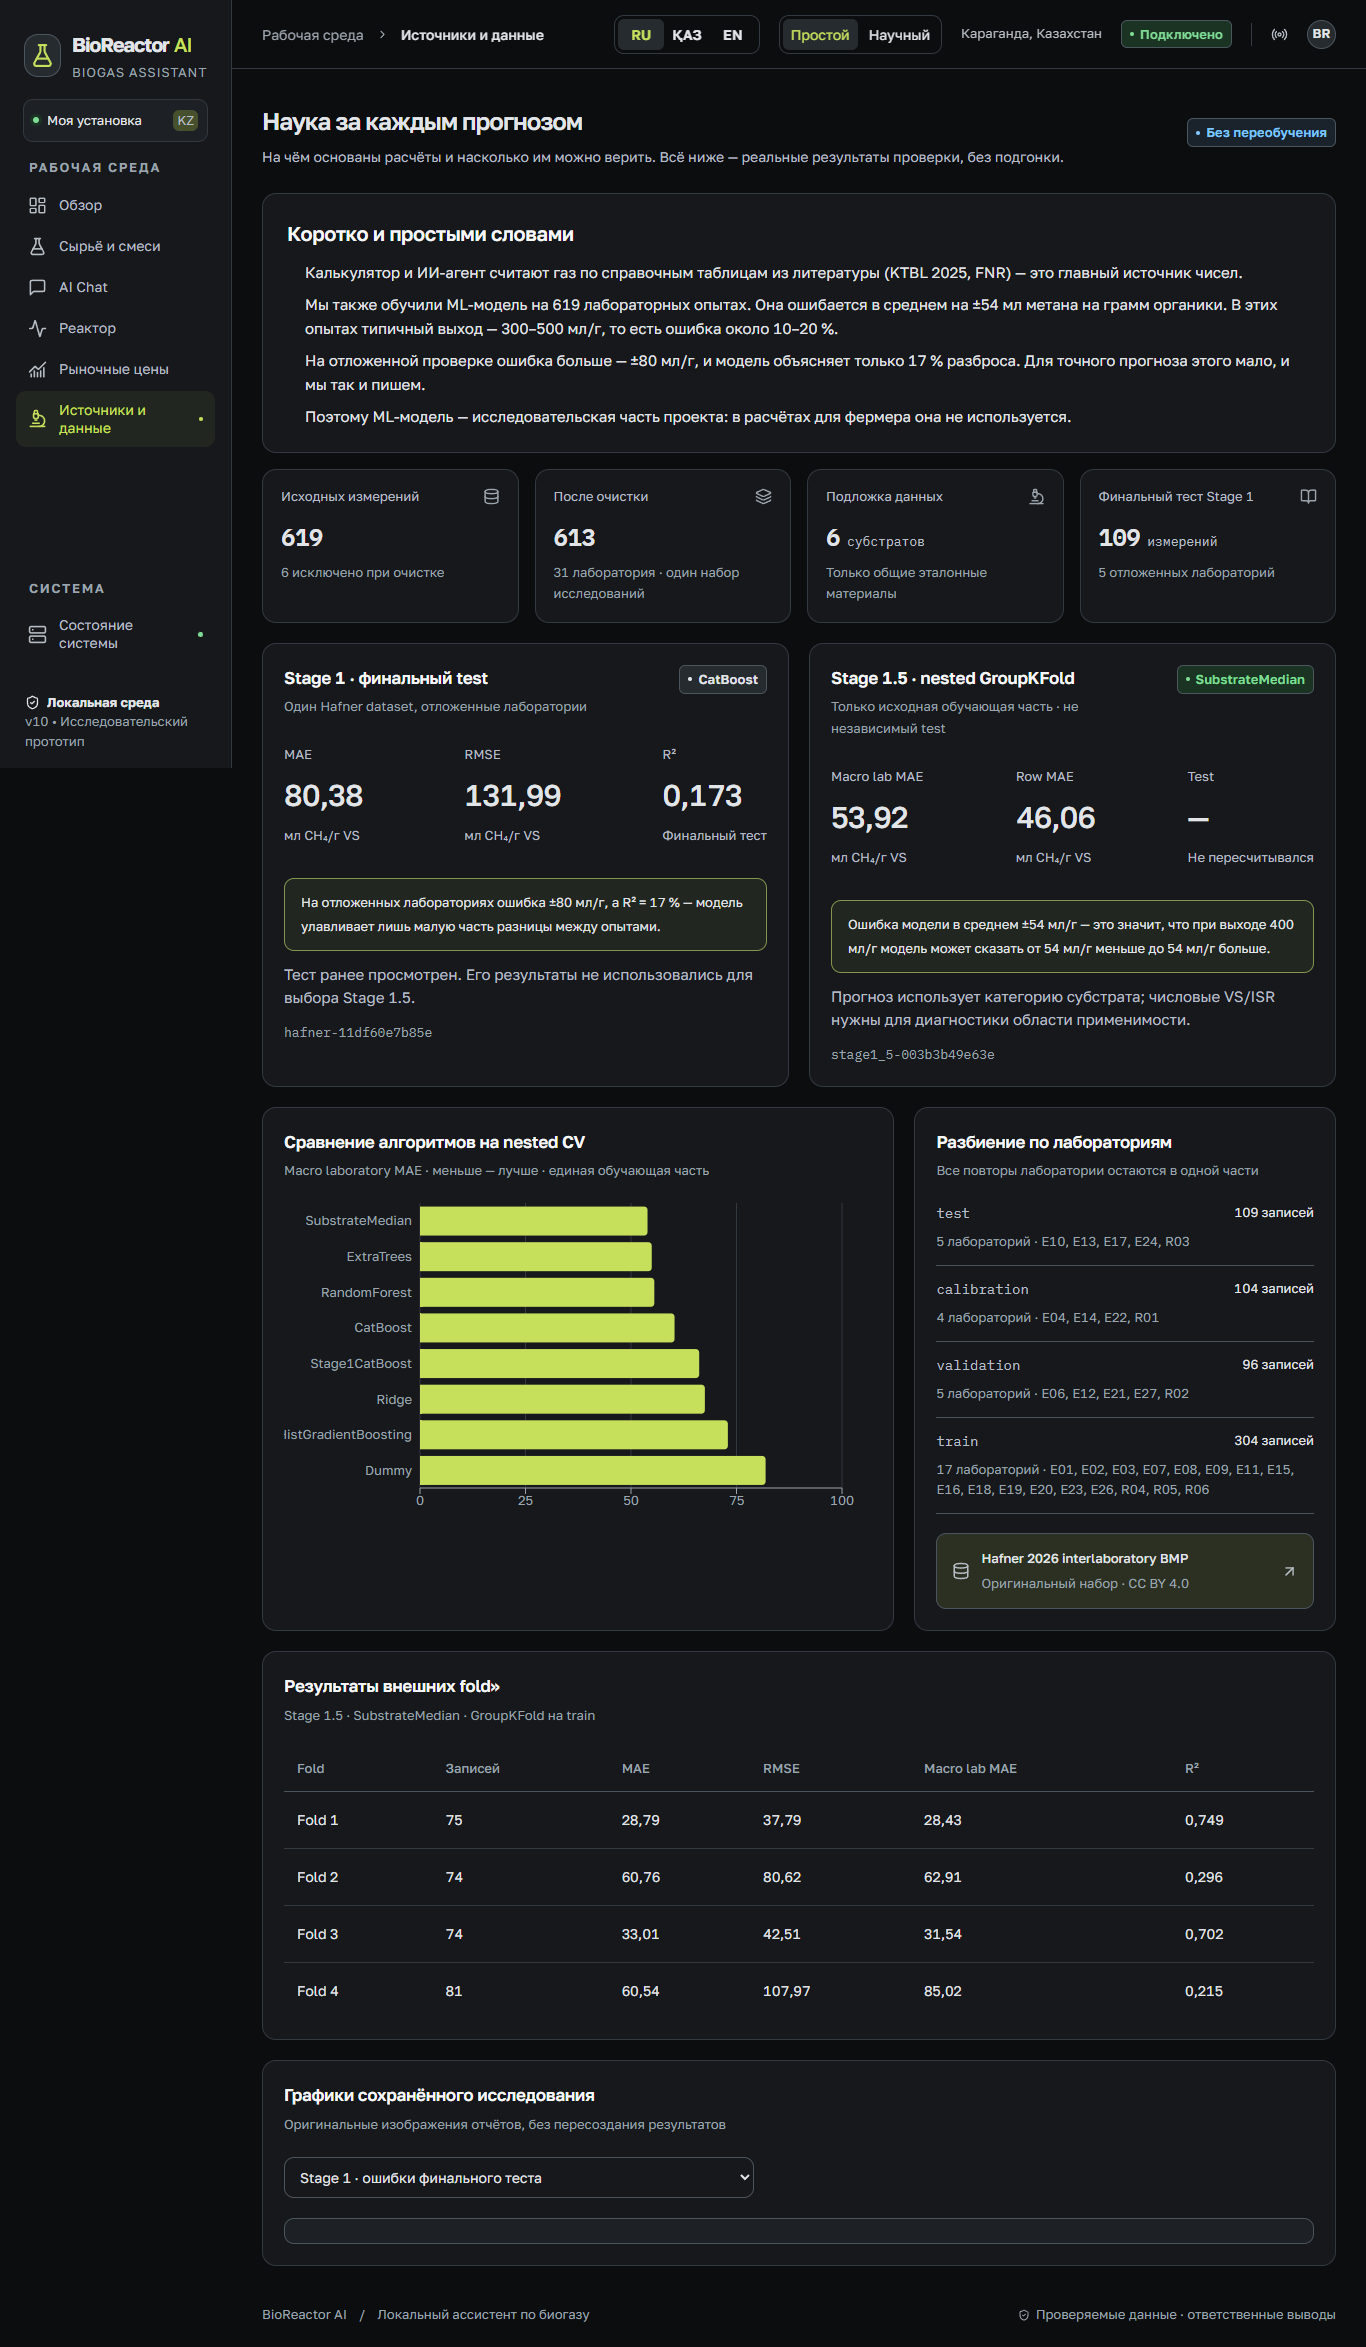 BioReactor AI
BIOGAS ASSISTANT
Моя установка KZ
РАБОЧАЯ СРЕДА
Обзор
Сырьё и смеси
AI Chat
Реактор
Рыночные цены
Источники и
данные
СИСТЕМА
Состояние
системы
Локальная среда
v10 • Исследовательский
прототип
Рабочая среда > Источники и данные
RU ҚАЗ EN
Простой Научный
Караганда, Казахстан
• Подключено
BR
Наука за каждым прогнозом
На чём основаны расчёты и насколько им можно верить. Всё ниже — реальные результаты проверки, без подгонки.
• Без переобучения
Коротко и простыми словами
Калькулятор и ИИ-агент считают газ по справочным таблицам из литературы (KTBL 2025, FNR) — это главный источник чисел.
Мы также обучили ML-модель на 619 лабораторных опытах. Она ошибается в среднем на ±54 мл метана на грамм органики. В этих
опытах типичный выход — 300–500 мл/г, то есть ошибка около 10–20 %.
На отложенной проверке ошибка больше — ±80 мл/г, и модель объясняет только 17 % разброса. Для точного прогноза этого мало, и
мы так и пишем.
Поэтому ML-модель — исследовательская часть проекта: в расчётах для фермера она не используется.
Исходных измерений
619
6 исключено при очистке
После очистки
613
31 лаборатория · один набор
исследований
Подложка данных
6 субстратов
Только общие эталонные
материалы
Финальный тест Stage 1
109 измерений
5 отложенных лабораторий
Stage 1 · финальный test
• CatBoost
Один Hafner dataset, отложенные лаборатории
MAE RMSE R²
80,38 131,99 0,173
мл CH₄/г VS мл CH₄/г VS Финальный тест
На отложенных лабораториях ошибка ±80 мл/г, а R² = 17 % — модель
улавливает лишь малую часть разницы между опытами.
Тест ранее просмотрен. Его результаты не использовались для
выбора Stage 1.5.
hafner-11df60e7b85e
Stage 1.5 · nested GroupKFold
• SubstrateMedian
Только исходная обучающая часть · не
независимый test
Macro lab MAE Row MAE Test
53,92 46,06 —
мл CH₄/г VS мл CH₄/г VS Не пересчитывался
Ошибка модели в среднем ±54 мл/г — это значит, что при выходе 400
мл/г модель может сказать от 54 мл/г меньше до 54 мл/г больше.
Прогноз использует категорию субстрата; числовые VS/ISR
нужны для диагностики области применимости.
stage1_5-003b3b49e63e
Сравнение алгоритмов на nested CV
Macro laboratory MAE · меньше — лучше · единая обучающая часть
SubstrateMedian
ExtraTrees
RandomForest
CatBoost
Stage1CatBoost
Ridge
istGradientBoosting
Dummy
0 25 50 75 100
Разбиение по лабораториям
Все повторы лаборатории остаются в одной части
test 109 записей
5 лабораторий · E10, E13, E17, E24, R03
calibration 104 записей
4 лабораторий · E04, E14, E22, R01
validation 96 записей
5 лабораторий · E06, E12, E21, E27, R02
train 304 записей
17 лабораторий · E01, E02, E03, E07, E08, E09, E11, E15,
E16, E18, E19, E20, E23, E26, R04, R05, R06
Hafner 2026 interlaboratory BMP
Оригинальный набор · CC BY 4.0
Результаты внешних fold»
Stage 1.5 · SubstrateMedian · GroupKFold на train
Fold Записей MAE RMSE Macro lab MAE R²
Fold 1 75 28,79 37,79 28,43 0,749
Fold 2 74 60,76 80,62 62,91 0,296
Fold 3 74 33,01 42,51 31,54 0,702
Fold 4 81 60,54 107,97 85,02 0,215
Графики сохранённого исследования
Оригинальные изображения отчётов, без пересоздания результатов
Stage 1 · ошибки финального теста
BioReactor AI / Локальный ассистент по биогазу
Проверяемые данные · ответственные выводы